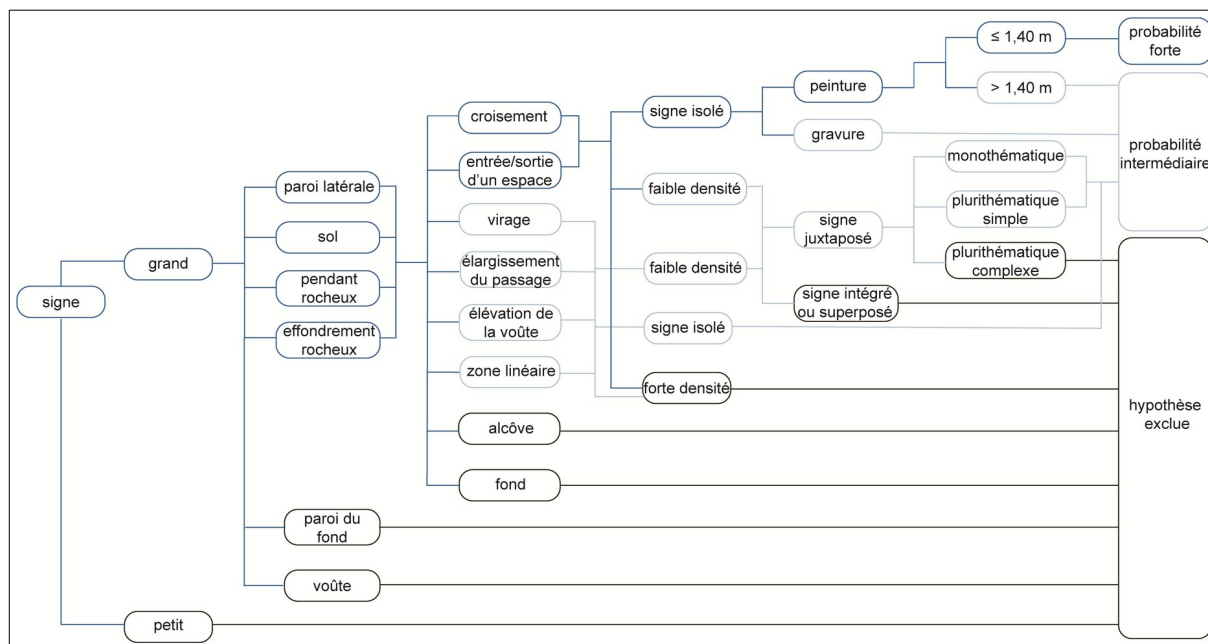 signe
grand
petit
paroi latérale
sol
pendant
rocheux
effondrement
rocheux
paroi du
fond
voûte
croisement
entrée/sortie
d'un espace
virage
élargissement
du passage
élévation de
la voûte
zone linéaire
alcôve
fond
signe isolé
faible densité
faible densité
signe isolé
forte densité
peinture
gravure
signe
juxtaposé
signe intégré
ou superposé
≤ 1,40 m
> 1,40 m
monothématique
plurithématique
simple
plurithématique
complexe
probabilité
forte
probabilité
intermédiaire
hypothèse
exclue